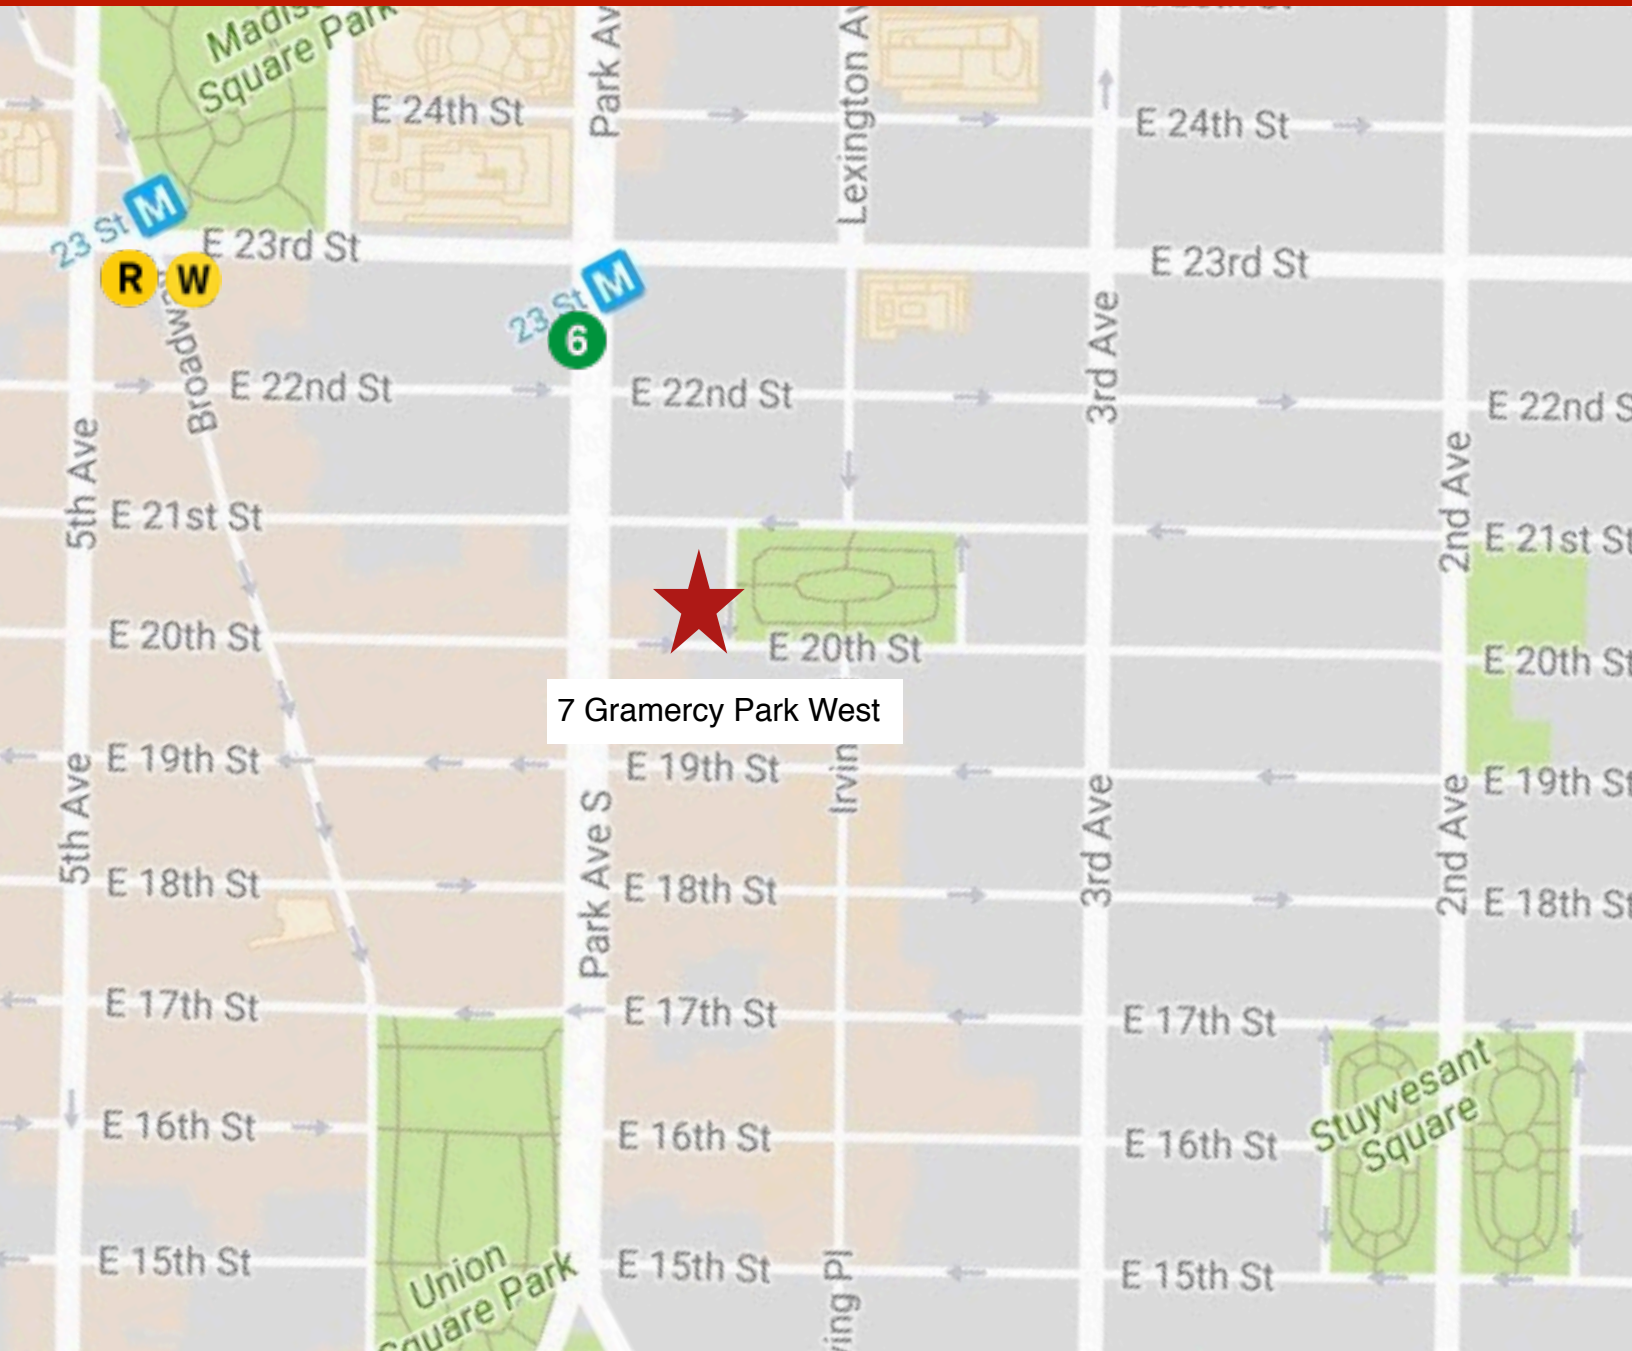 Madis
Square Park
Park Av
Lexington Av
E 24th St
E 24th St
23 St
M
R
W
E 23rd St
E 23rd St
23 St
M
6
Broadwa
E 22nd St
E 22nd St
3rd Ave
E 22nd S
5th Ave
2nd Ave
E 21st St
E 21st St
E 20th St
E 20th St
E 20th St
7 Gramercy Park West
5th Ave
E 19th St
E 19th St
Irvin
E 19th St
Park Ave S
3rd Ave
2nd Ave
E 18th St
E 18th St
E 18th St
E 17th St
E 17th St
E 17th St
E 16th St
E 16th St
E 16th St
Stuyvesant
Square
E 15th St
E 15th St
E 15th St
Union
Square Park
ving Pl